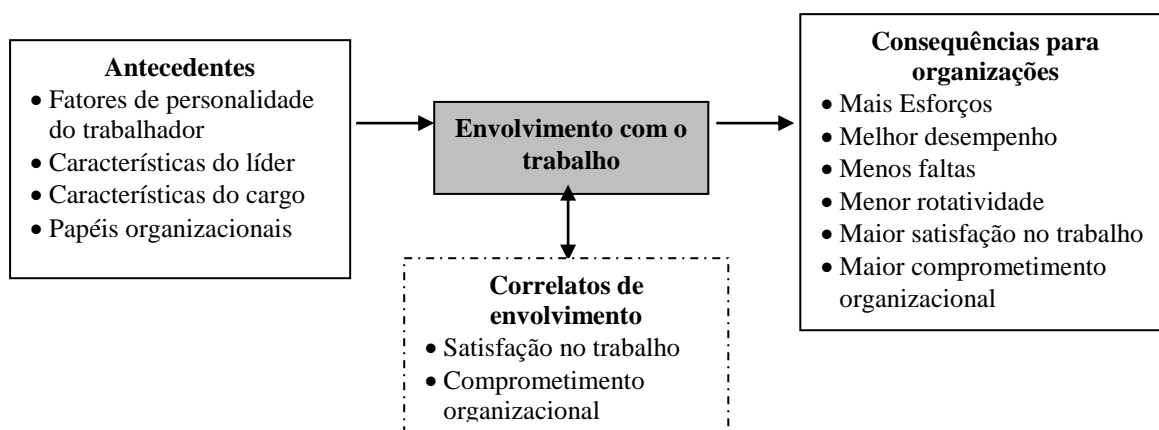 Antecedentes
• Fatores de personalidade
do trabalhador
• Características do líder
• Características do cargo
• Papéis organizacionais
Envolvimento com o
trabalho
Correlatos de
envolvimento
• Satisfação no trabalho
• Comprometimento
organizacional
Consequências para
organizações
• Mais Esforços
• Melhor desempenho
• Menos faltas
• Menor rotatividade
• Maior satisfação no trabalho
• Maior comprometimento
organizacional